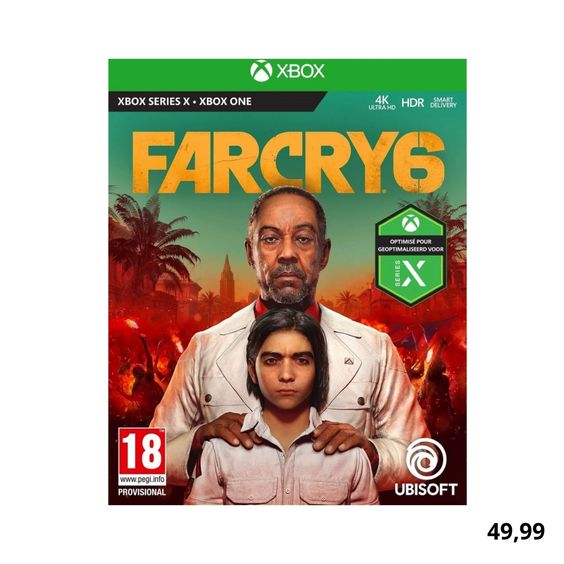 XBOX
XBOX SERIES X • XBOX ONE
4K
ULTRA HD
HDR
SMART
DELIVERY
FARCRY6
OPTIMISÉ POUR
GEOPTIMALISEERD VOOR
SERIES X
18
www.pegi.info
PROVISIONAL
UBISOFT
49,99